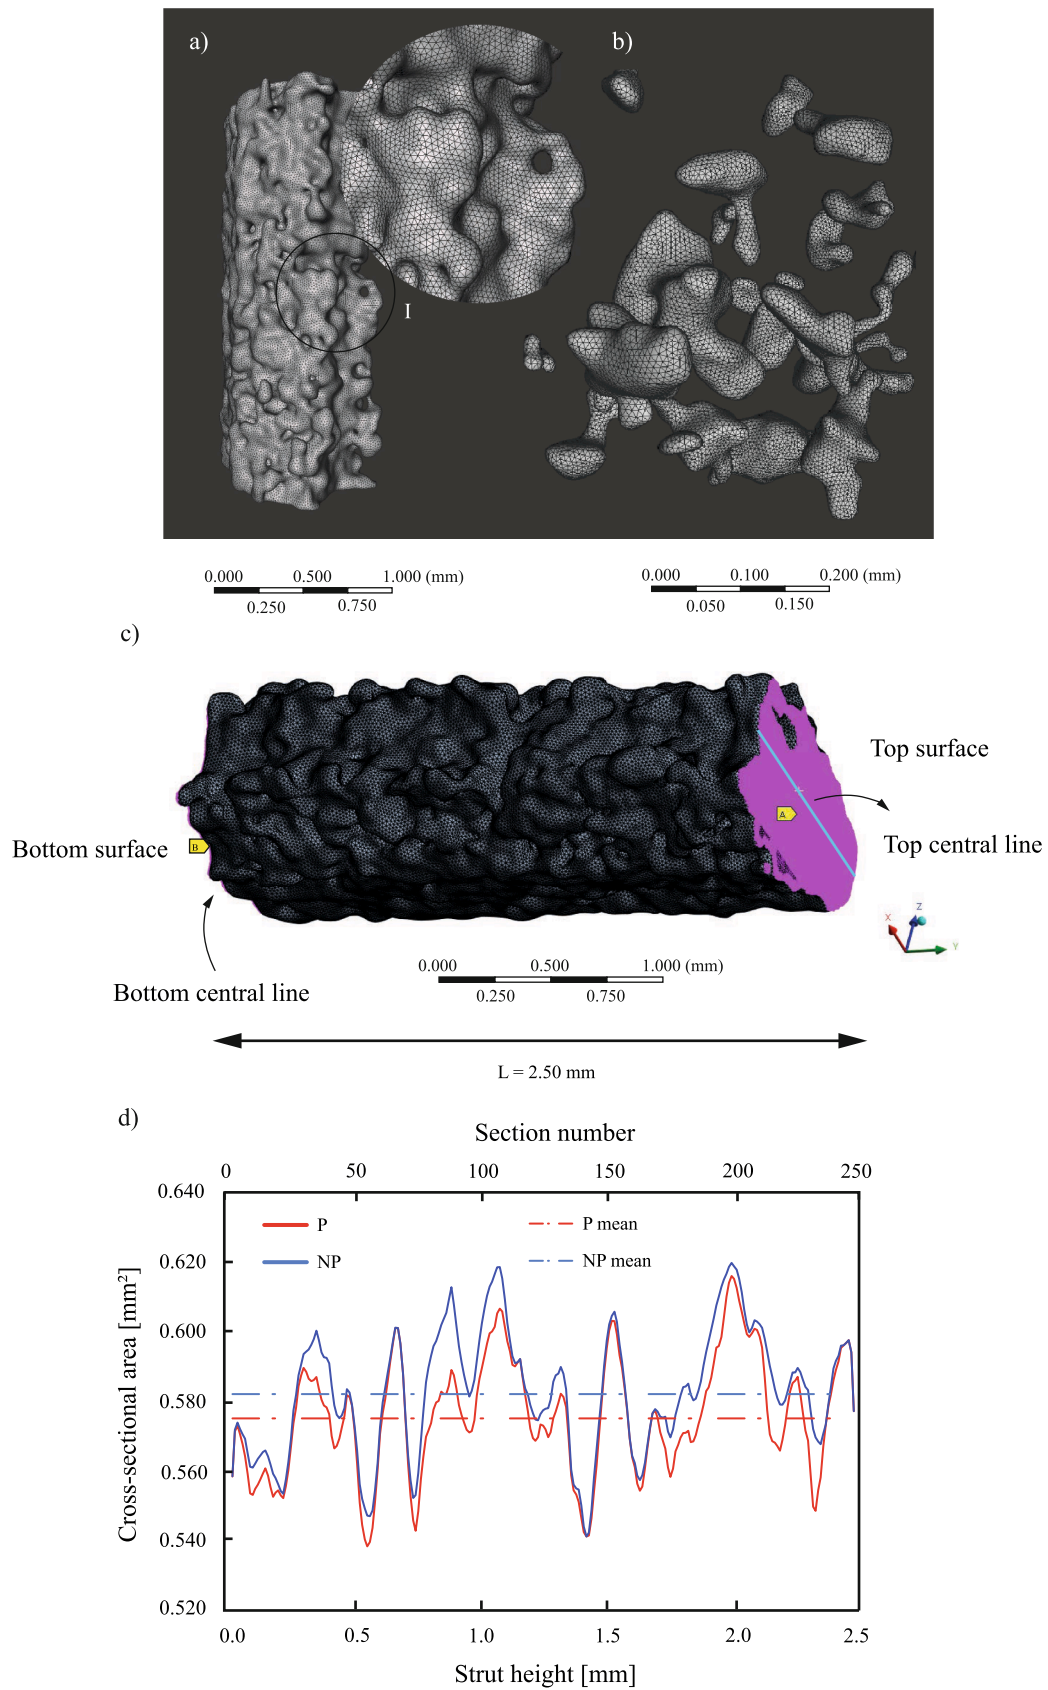 a)
b)
I
0.000 0.500 1.000 (mm)
0.250 0.750
0.000 0.100 0.200 (mm)
0.050 0.150
c)
Top surface
A
Top central line
Bottom surface
B
X Z Y
Bottom central line
0.000 0.500 1.000 (mm)
0.250 0.750
L = 2.50 mm
d)
Section number
0 50 100 150 200 250
0.640
P P mean
NP NP mean
0.620
0.600
0.580
0.560
0.540
0.520
Cross-sectional area [mm²]
0.0 0.5 1.0 1.5 2.0 2.5
Strut height [mm]